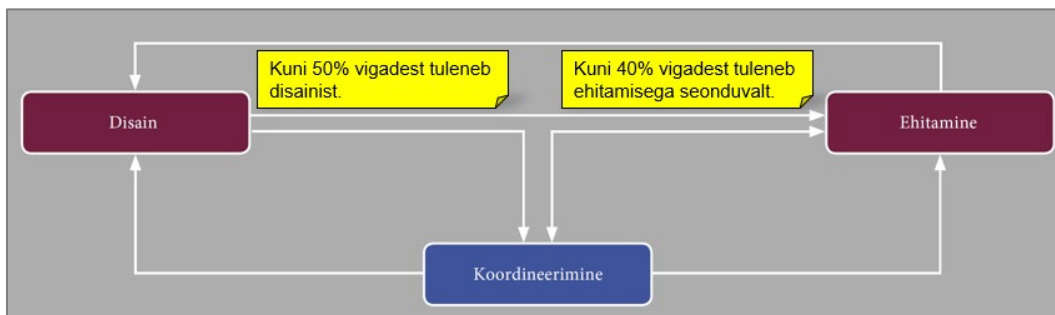 Kuni 50% vigadest tuleneb
disainist.
Kuni 40% vigadest tuleneb
ehitamisega seonduvalt.
Disain
Ehitamine
Koordineerimine